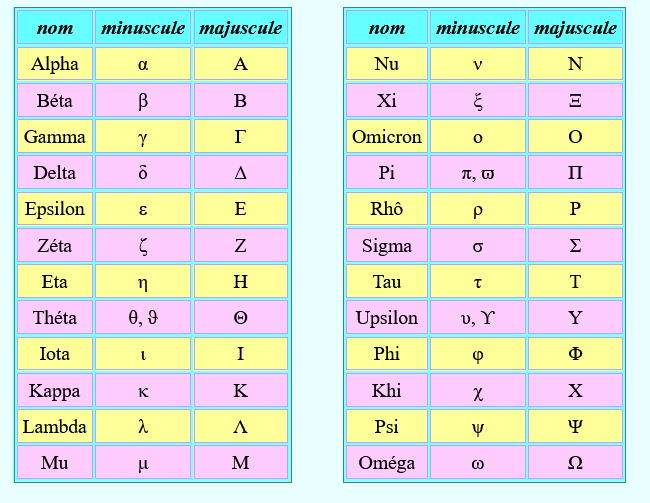 nom minuscule majuscule
Alpha α Α
Béta β Β
Gamma γ Γ
Delta δ Δ
Epsilon ε Ε
Zéta ζ Ζ
Eta η Η
Théta θ, ϑ Θ
Iota ι Ι
Kappa κ Κ
Lambda λ Λ
Mu μ Μ
nom minuscule majuscule
Nu ν Ν
Xi ξ Ξ
Omicron ο Ο
Pi π, ϖ Π
Rhô ρ Ρ
Sigma σ Σ
Tau τ Τ
Upsilon υ, ϒ Υ
Phi φ Φ
Khi χ Χ
Psi ψ Ψ
Oméga ω Ω